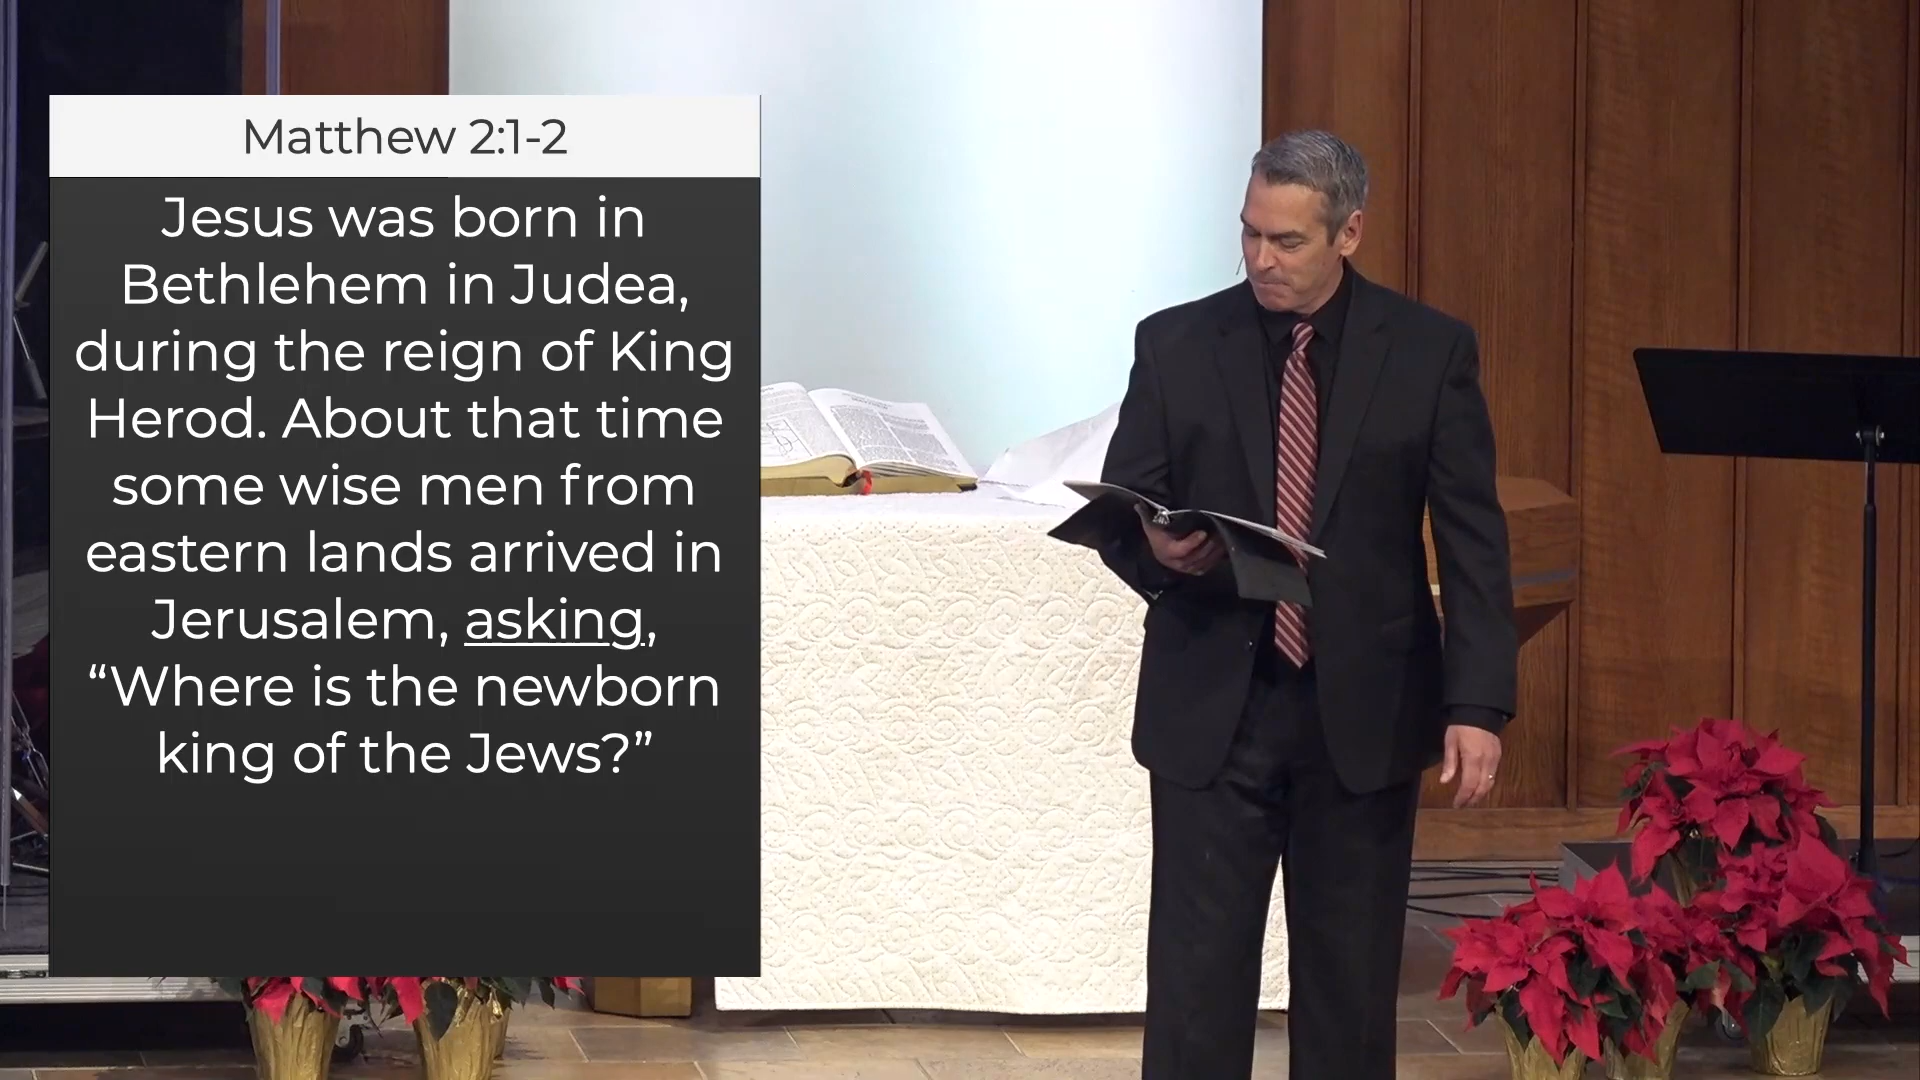 Matthew 2:1-2
Jesus was born in
Bethlehem in Judea,
during the reign of King
Herod. About that time
some wise men from
eastern lands arrived in
Jerusalem, asking,
“Where is the newborn
king of the Jews?”